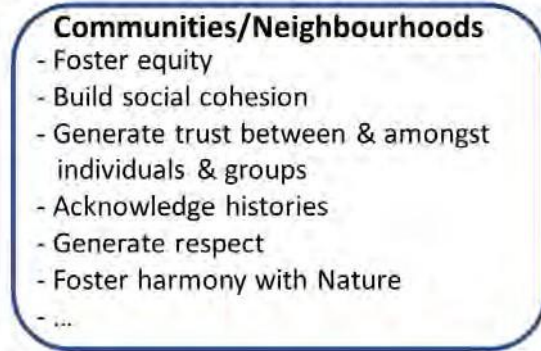 Communities/Neighbourhoods
- Foster equity
- Build social cohesion
- Generate trust between & amongst
individuals & groups
- Acknowledge histories
- Generate respect
- Foster harmony with Nature
- ...